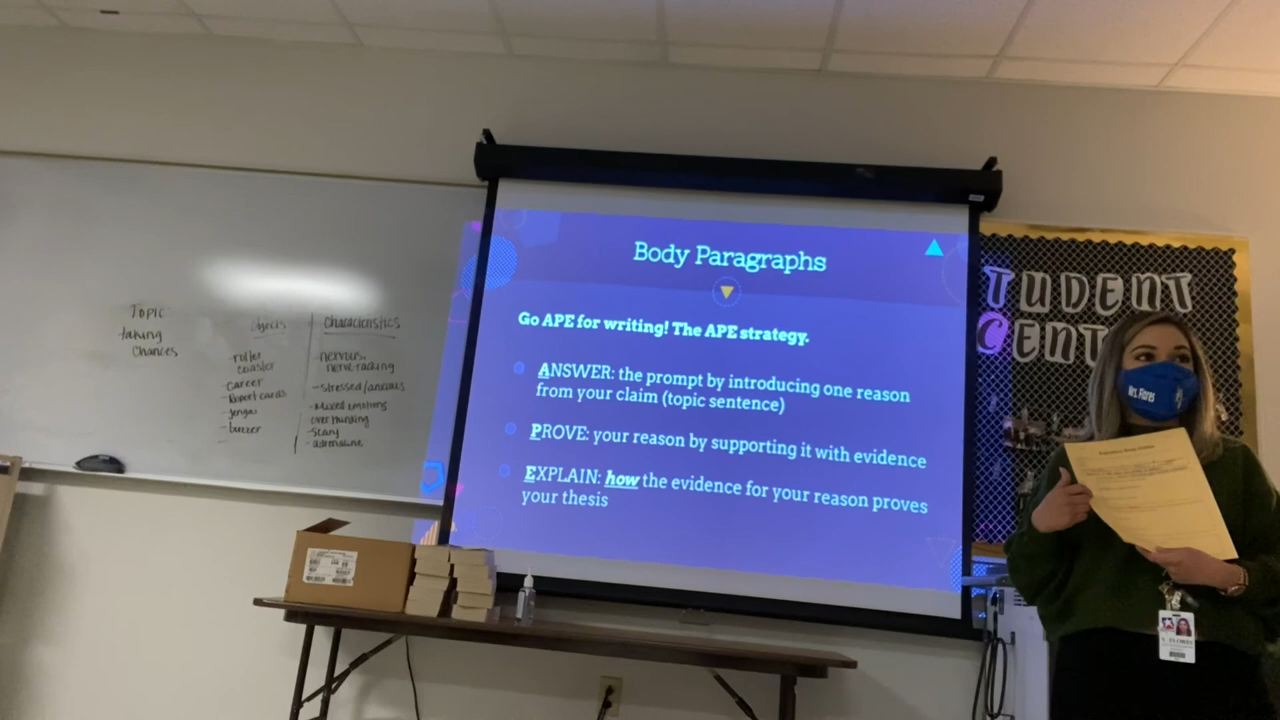 Topic
taking
Chances
Objects
- roller
coaster
- Career
- Report cards
- Jenga
- buzzer
Characteristics
- nervous,
nerve-racking
- stressed/anxious
- Mixed emotions
overthinking
- Scary
- adrenaline
Body Paragraphs
Go APE for writing! The APE strategy.
ANSWER: the prompt by introducing one reason
from your claim (topic sentence)
PROVE: your reason by supporting it with evidence
EXPLAIN: how the evidence for your reason proves
your thesis
TUDENT
CENT
Mrs. Flores